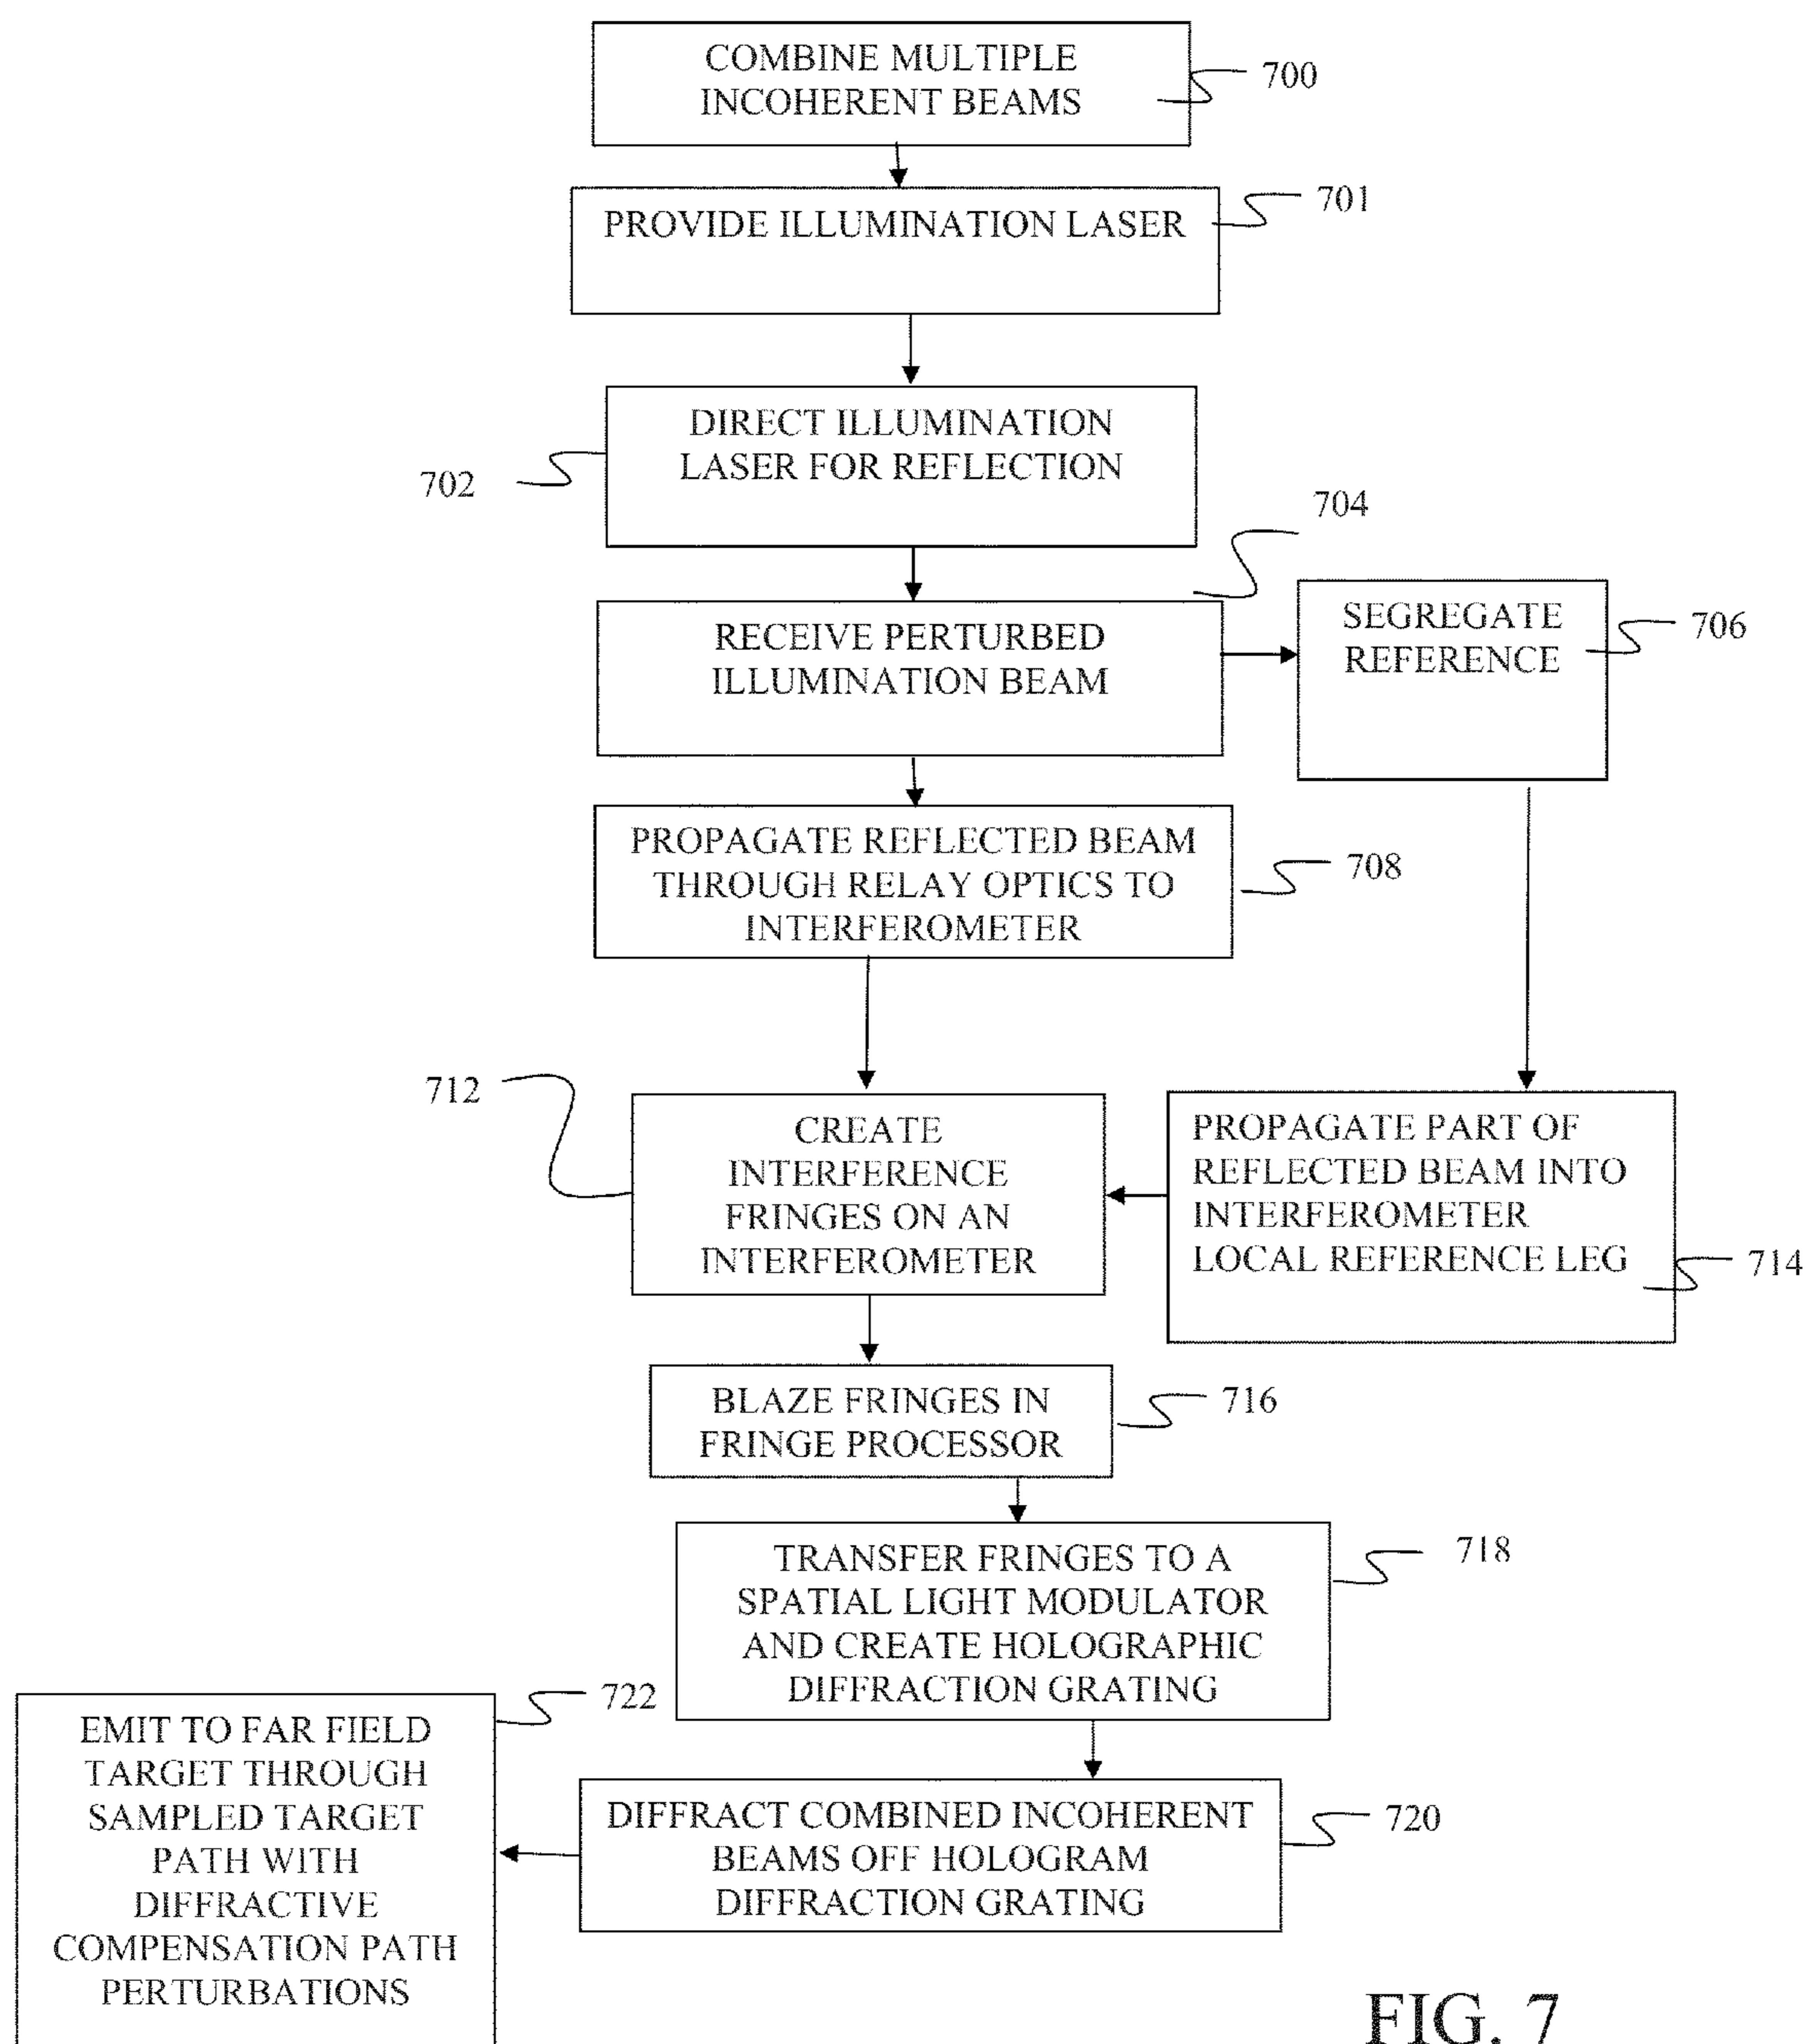 COMBINE MULTIPLE
INCOHERENT BEAMS
700
PROVIDE ILLUMINATION LASER
701
DIRECT ILLUMINATION
LASER FOR REFLECTION
702
704
RECEIVE PERTURBED
ILLUMINATION BEAM
SEGREGATE
REFERENCE
706
PROPAGATE REFLECTED BEAM
THROUGH RELAY OPTICS TO
INTERFEROMETER
708
712
CREATE
INTERFERENCE
FRINGES ON AN
INTERFEROMETER
PROPAGATE PART OF
REFLECTED BEAM INTO
INTERFEROMETER
LOCAL REFERENCE LEG
714
BLAZE FRINGES IN
FRINGE PROCESSOR
716
TRANSFER FRINGES TO A
SPATIAL LIGHT MODULATOR
AND CREATE HOLOGRAPHIC
DIFFRACTION GRATING
718
722
EMIT TO FAR FIELD
TARGET THROUGH
SAMPLED TARGET
PATH WITH
DIFFRACTIVE
COMPENSATION PATH
PERTURBATIONS
DIFFRACT COMBINED INCOHERENT
BEAMS OFF HOLOGRAM
DIFFRACTION GRATING
720
FIG. 7